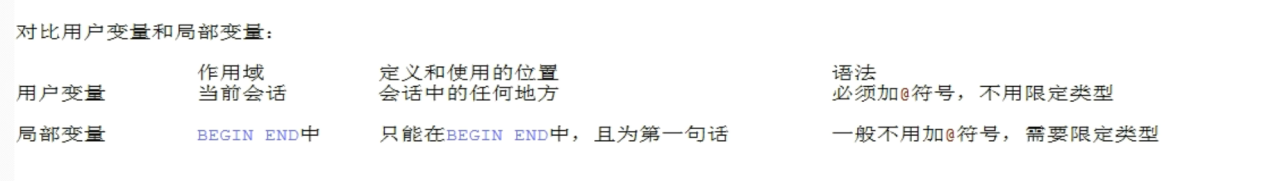 对比用户变量和局部变量：
作用域 定义和使用的位置 语法
用户变量 当前会话 会话中的任何地方 必须加@符号，不用限定类型
局部变量 BEGIN END中 只能在BEGIN END中，且为第一句话 一般不用加@符号，需要限定类型